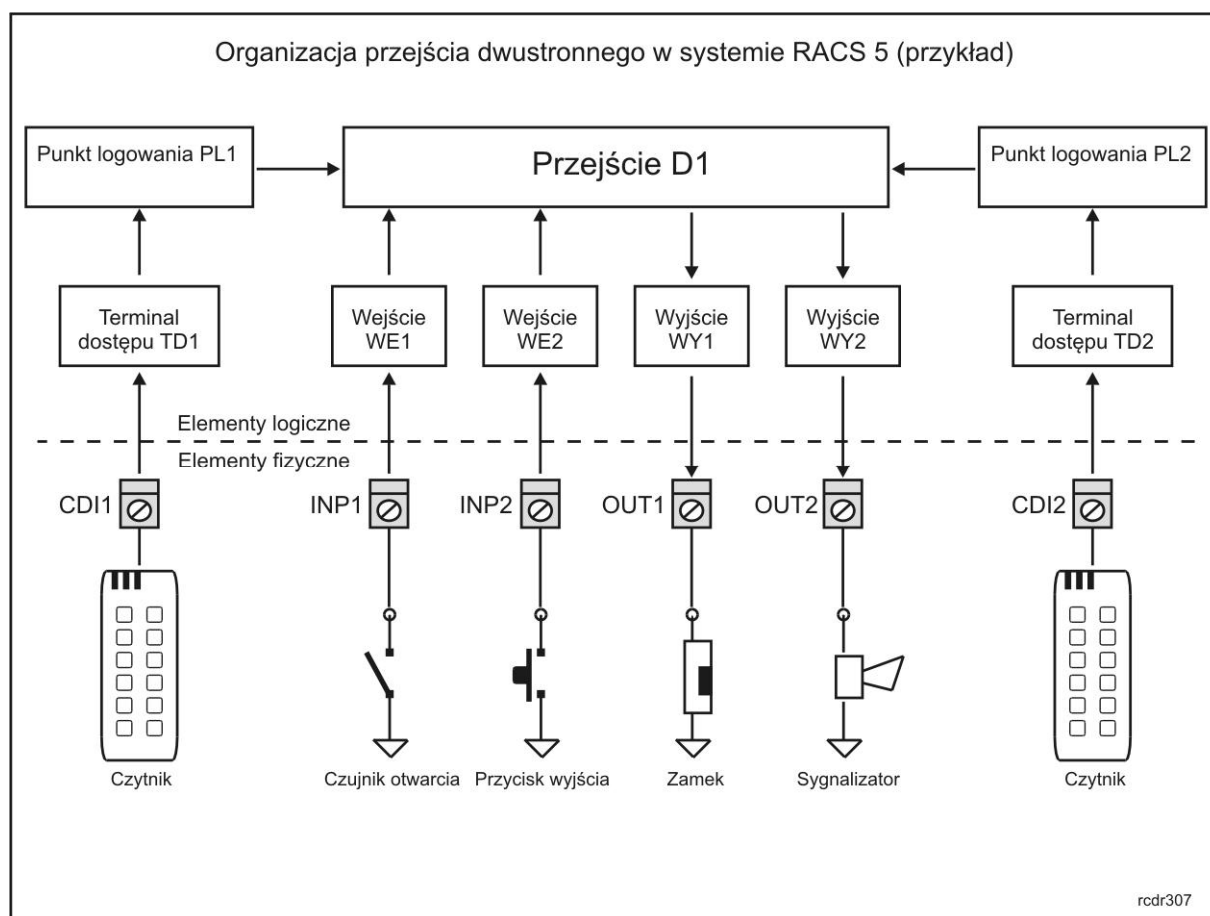 Organizacja przejścia dwustronnego w systemie RACS 5 (przykład)
Punkt logowania PL1
Przejście D1
Punkt logowania PL2
Terminal
dostępu TD1
Wejście
WE1
Wejście
WE2
Wyjście
WY1
Wyjście
WY2
Terminal
dostępu TD2
Elementy logiczne
Elementy fizyczne
CDI1
INP1
INP2
OUT1
OUT2
CDI2
Czytnik
Czujnik otwarcia
Przycisk wyjścia
Zamek
Sygnalizator
Czytnik
rcdr307